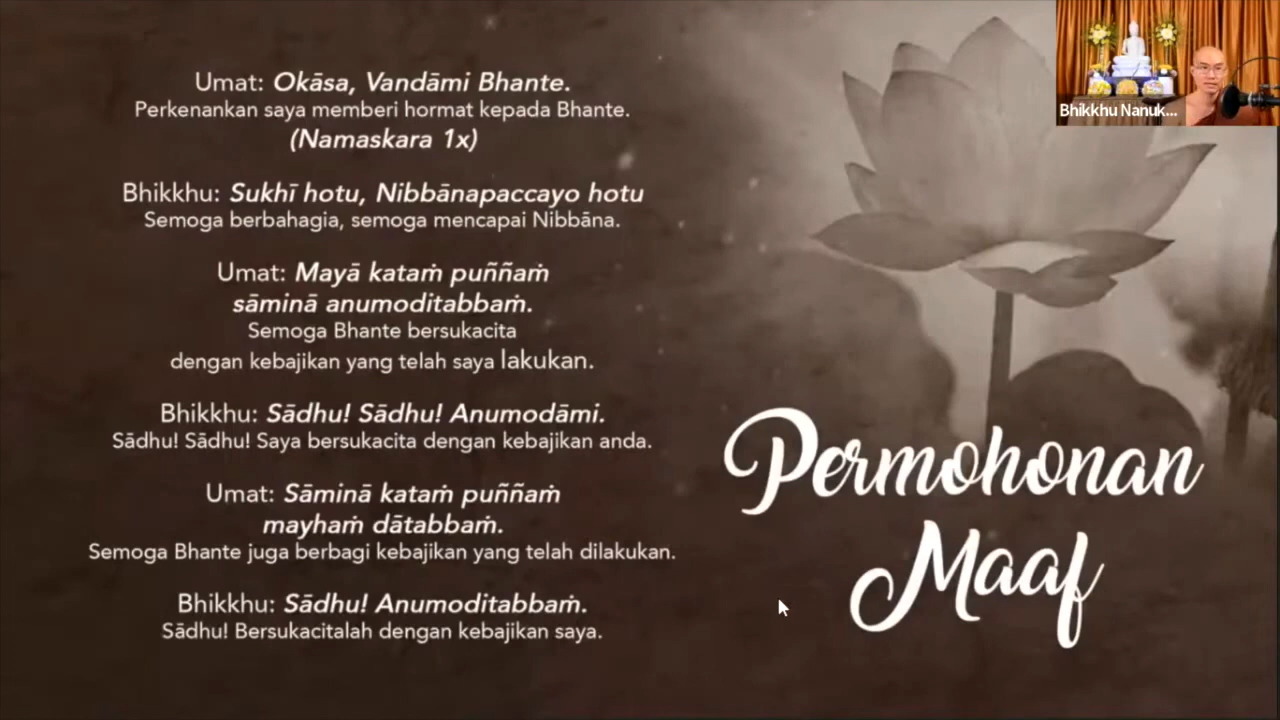 Umat: Okāsa, Vandāmi Bhante.
Perkenankan saya memberi hormat kepada Bhante.
(Namaskara 1x)
Bhikkhu: Sukhī hotu, Nibbānapaccayo hotu
Semoga berbahagia, semoga mencapai Nibbāna.
Umat: Mayā kataṁ puññaṁ
sāminā anumoditabbaṁ.
Semoga Bhante bersukacita
dengan kebajikan yang telah saya lakukan.
Bhikkhu: Sādhu! Sādhu! Anumodāmi.
Sādhu! Sādhu! Saya bersukacita dengan kebajikan anda.
Umat: Sāminā kataṁ puññaṁ
mayhaṁ dātabbaṁ.
Semoga Bhante juga berbagi kebajikan yang telah dilakukan.
Bhikkhu: Sādhu! Anumoditabbaṁ.
Sādhu! Bersukacitalah dengan kebajikan saya.
Permohonan
Maaf
Bhikkhu Nanuk...